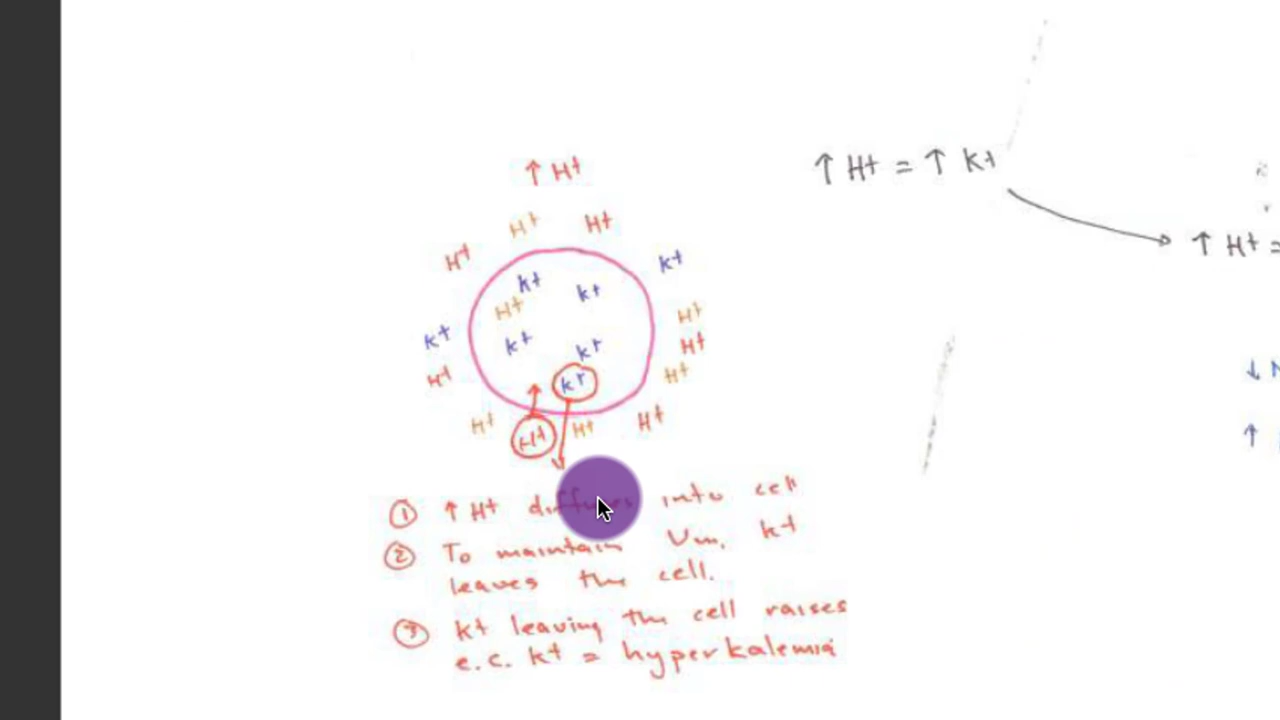 ↑ H+
H+ H+
H+ K+
K+ K+
H+ H+
K+ K+ K+ H+
H+ K+ H+
H+ H+ H+ H+
① ↑ H+ into cell
② To maintain Vm, K+
leaves the cell.
③ K+ leaving the cell raises
e.c. K+ = hyperkalemia
↑ H+ = ↑ K+
↑ H+ =
↓
↑